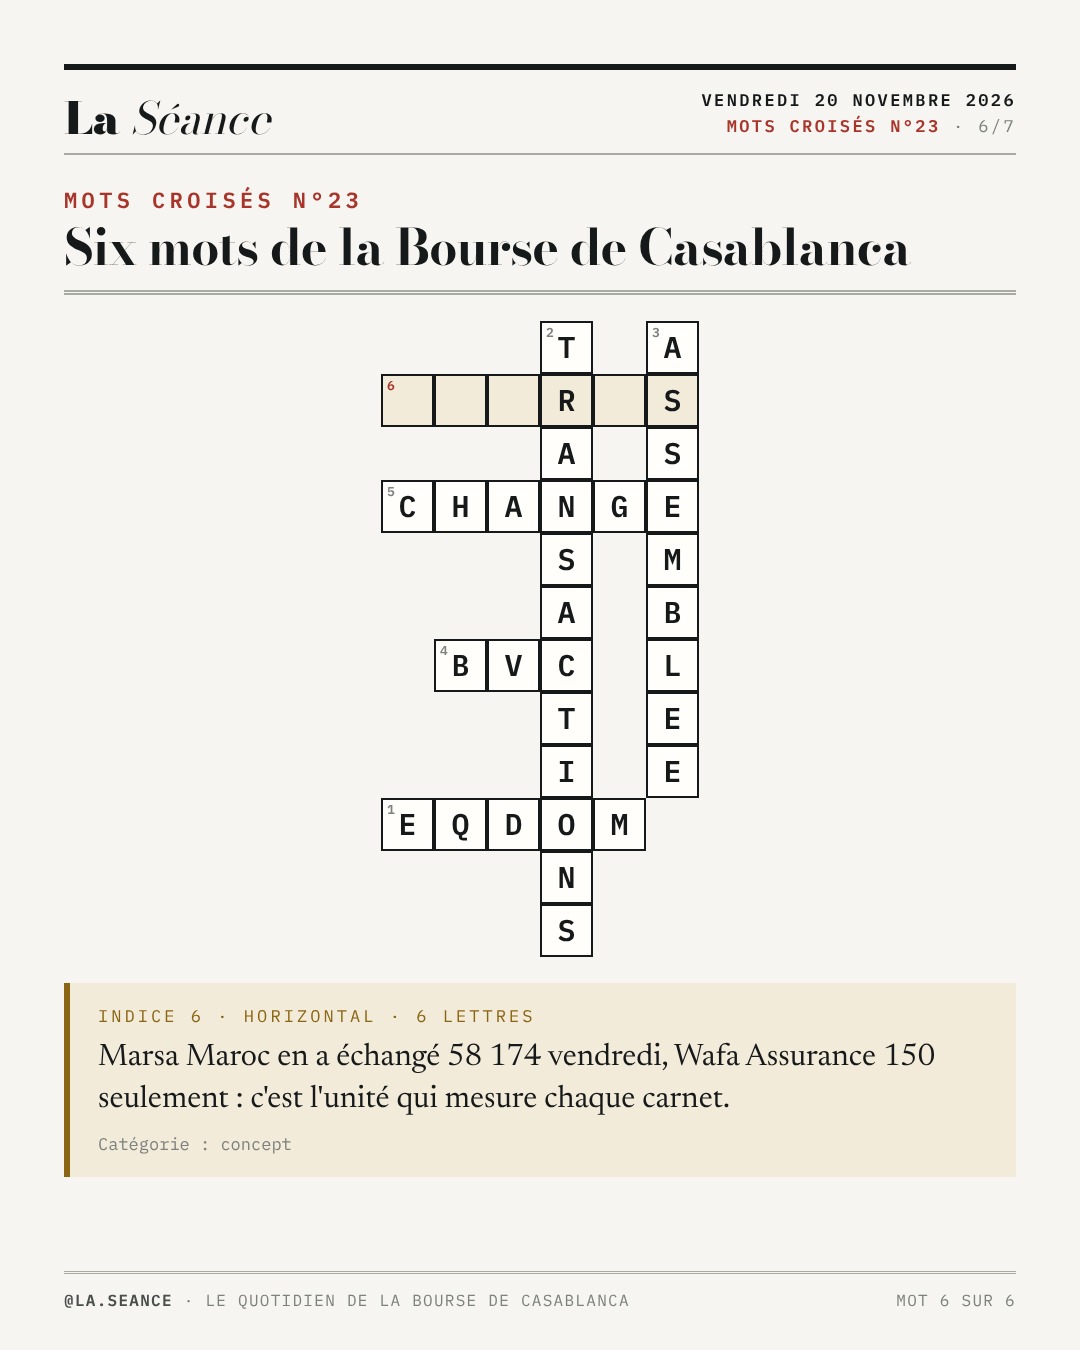 La Séance
VENDREDI 20 NOVEMBRE 2026
MOTS CROISÉS N°23 · 6/7
MOTS CROISÉS N°23
Six mots de la Bourse de Casablanca
2 T 3 A
6 R S
A S
5 C H A N G E
S M
A B
4 B V C L
T E
I E
1 E Q D O M
N
S
INDICE 6 · HORIZONTAL · 6 LETTRES
Marsa Maroc en a échangé 58 174 vendredi, Wafa Assurance 150
seulement : c'est l'unité qui mesure chaque carnet.
Catégorie : concept
@LA.SEANCE · LE QUOTIDIEN DE LA BOURSE DE CASABLANCA
MOT 6 SUR 6